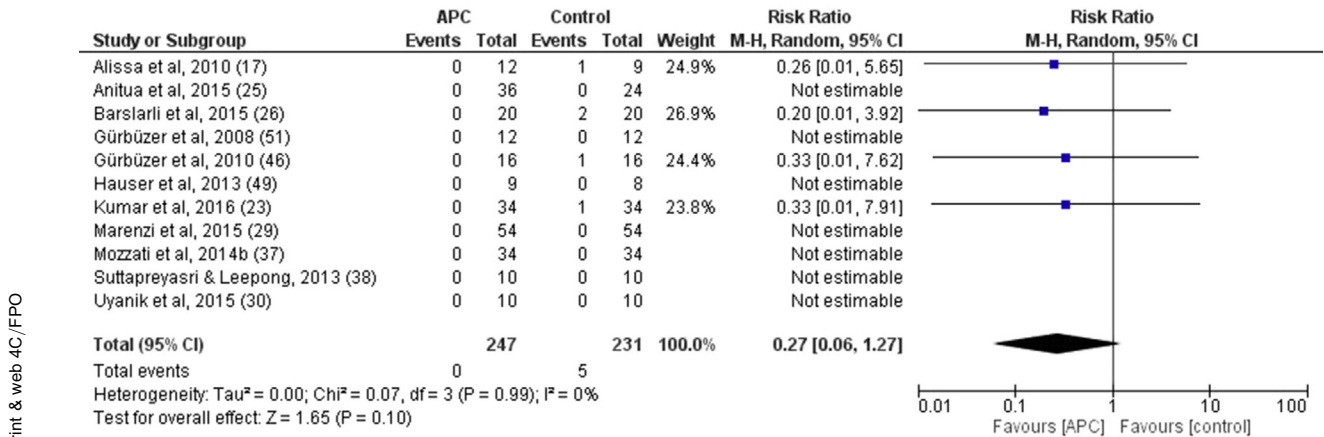 APC Control Risk Ratio Risk Ratio
Study or Subgroup Events Total Events Total Weight M-H, Random, 95% CI M-H, Random, 95% CI
Alissa et al, 2010 (17) 0 12 1 9 24.9% 0.26 [0.01, 5.65]
Anitua et al, 2015 (25) 0 36 0 24 Not estimable
Barslarli et al, 2015 (26) 0 20 2 20 26.9% 0.20 [0.01, 3.92]
Gürbüzer et al, 2008 (51) 0 12 0 12 Not estimable
Gürbüzer et al, 2010 (46) 0 16 1 16 24.4% 0.33 [0.01, 7.62]
Hauser et al, 2013 (49) 0 9 0 8 Not estimable
Kumar et al, 2016 (23) 0 34 1 34 23.8% 0.33 [0.01, 7.91]
Marenzi et al, 2015 (29) 0 54 0 54 Not estimable
Mozzati et al, 2014b (37) 0 34 0 34 Not estimable
Suttapreyasri & Leepong, 2013 (38) 0 10 0 10 Not estimable
Uyanik et al, 2015 (30) 0 10 0 10 Not estimable
Total (95% CI) 247 231 100.0% 0.27 [0.06, 1.27]
Total events 0 5
Heterogeneity: Tau² = 0.00; Chi² = 0.07, df = 3 (P = 0.99); I² = 0%
Test for overall effect: Z = 1.65 (P = 0.10)
0.01 0.1 1 10 100
Favours [APC] Favours [control]
& web 4C/FPO